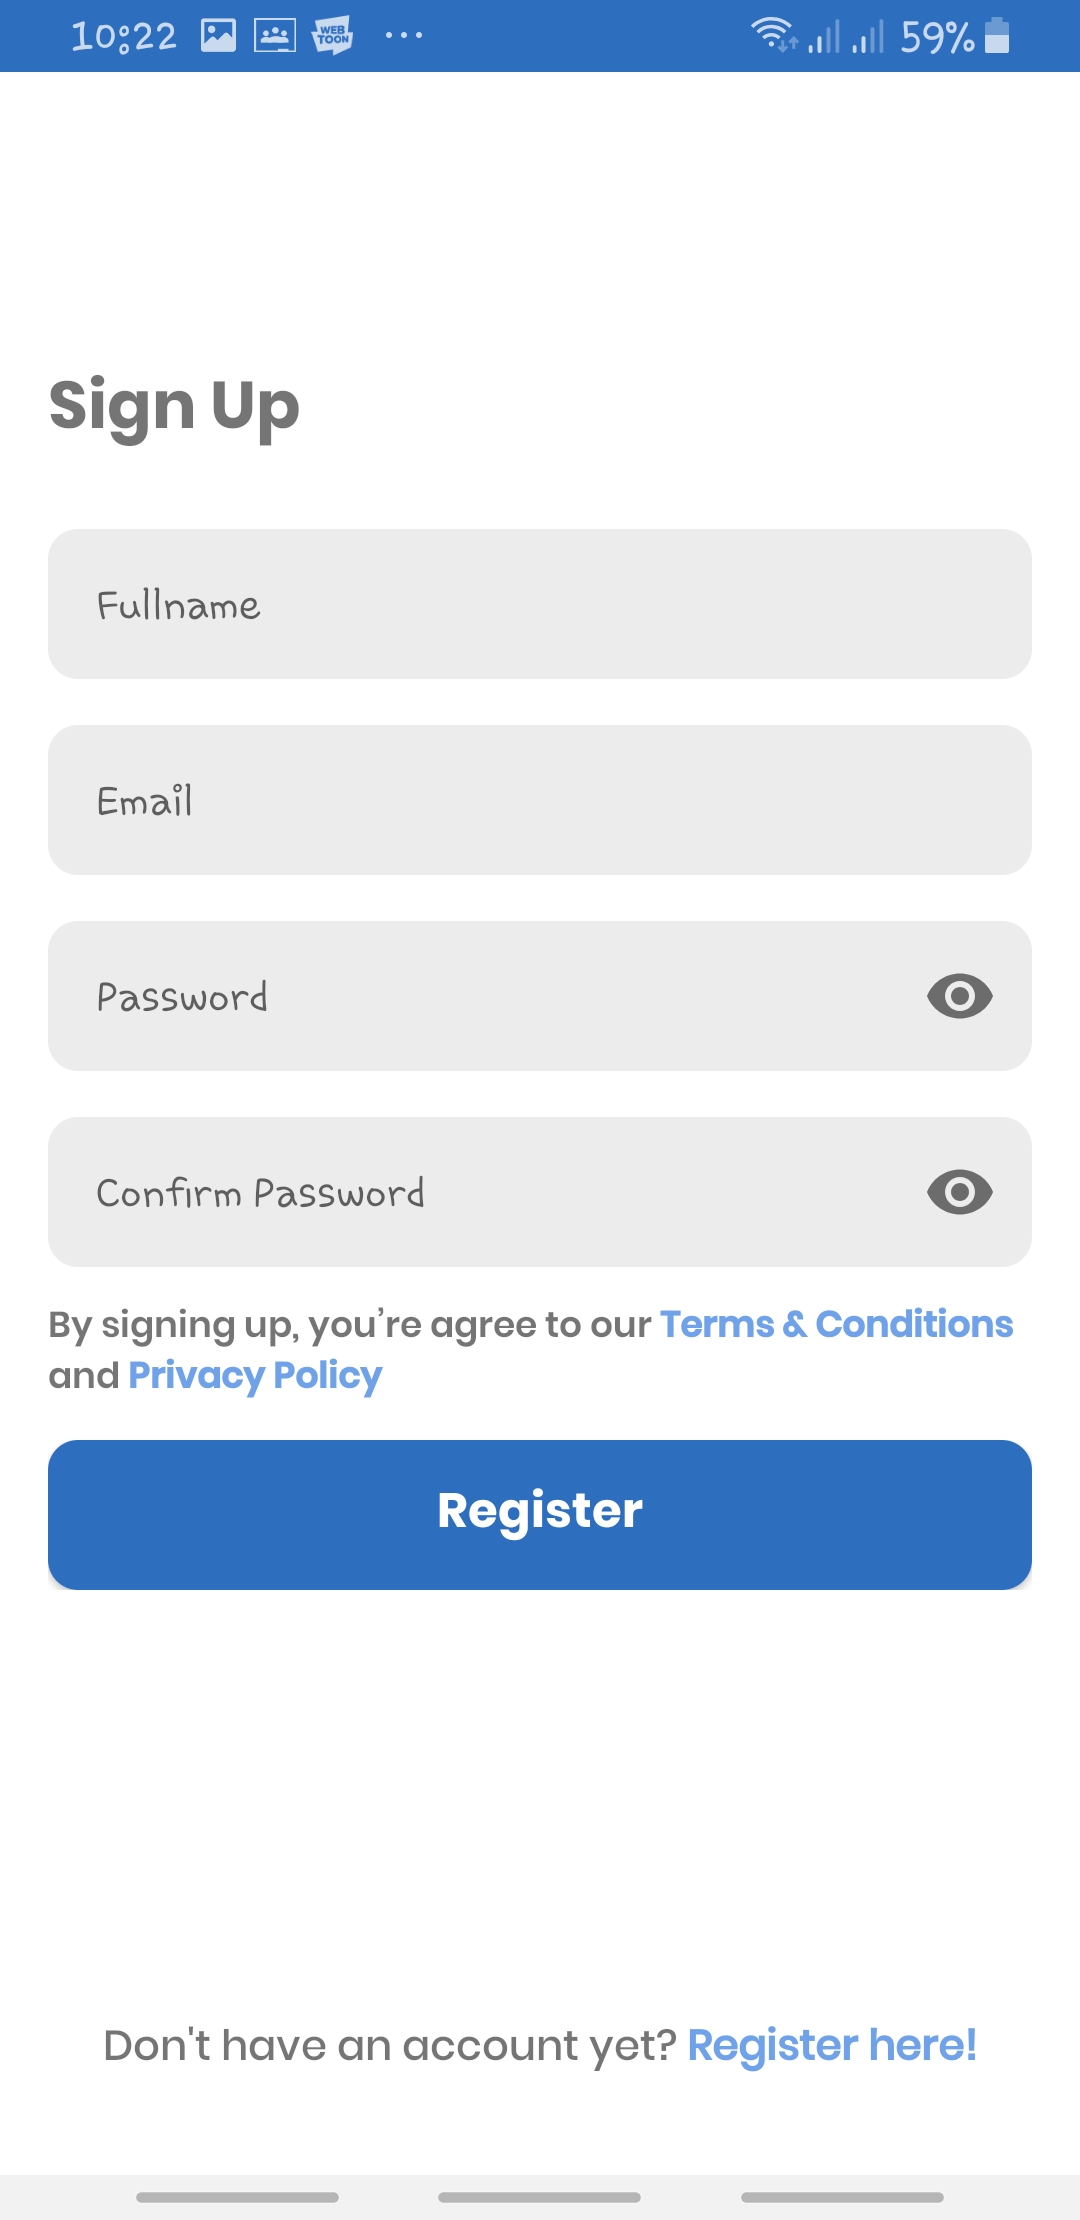 10:22 WEB TOON ... 59%
Sign Up
Fullname
Email
Password
Confirm Password
By signing up, you're agree to our Terms & Conditions
and Privacy Policy
Register
Don't have an account yet? Register here!